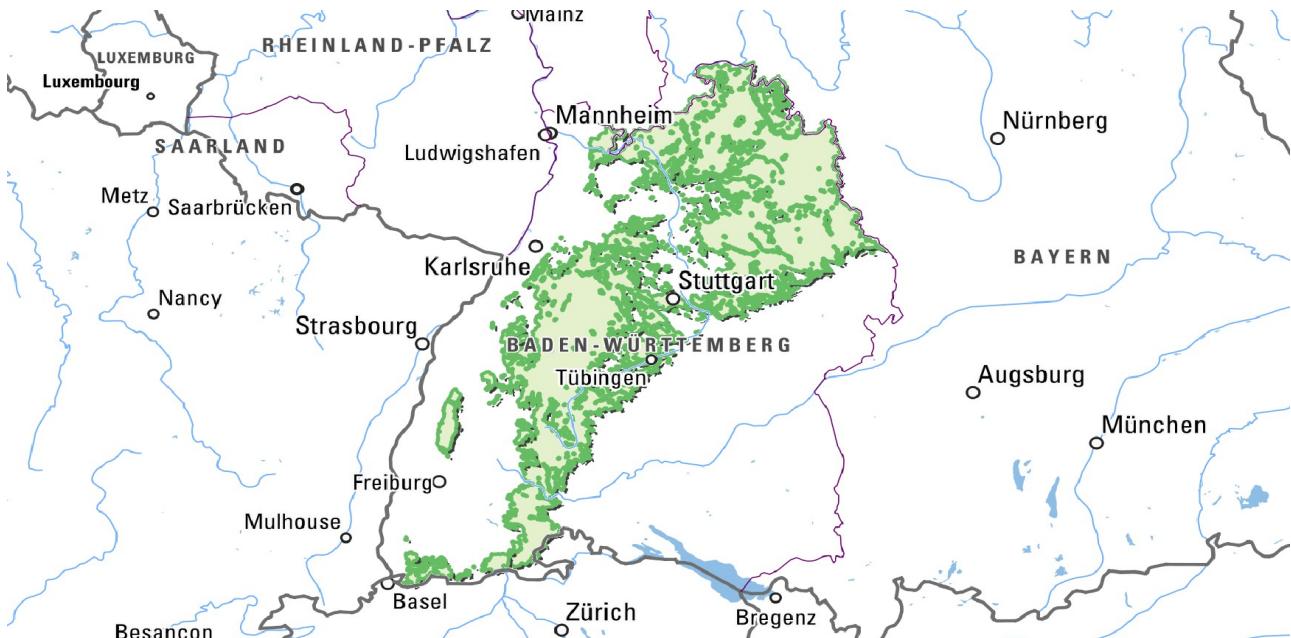 Mainz
RHEINLAND-PFALZ
LUXEMBURG
Luxembourg
Mannheim
Nürnberg
SAARLAND
Ludwigshafen
Metz
Saarbrücken
Karlsruhe
BAYERN
Stuttgart
Nancy
Strasbourg
BADEN-WÜRTTEMBERG
Tübingen
Augsburg
München
Freiburg
Mulhouse
Basel
Zürich
Bregenz
Besançon